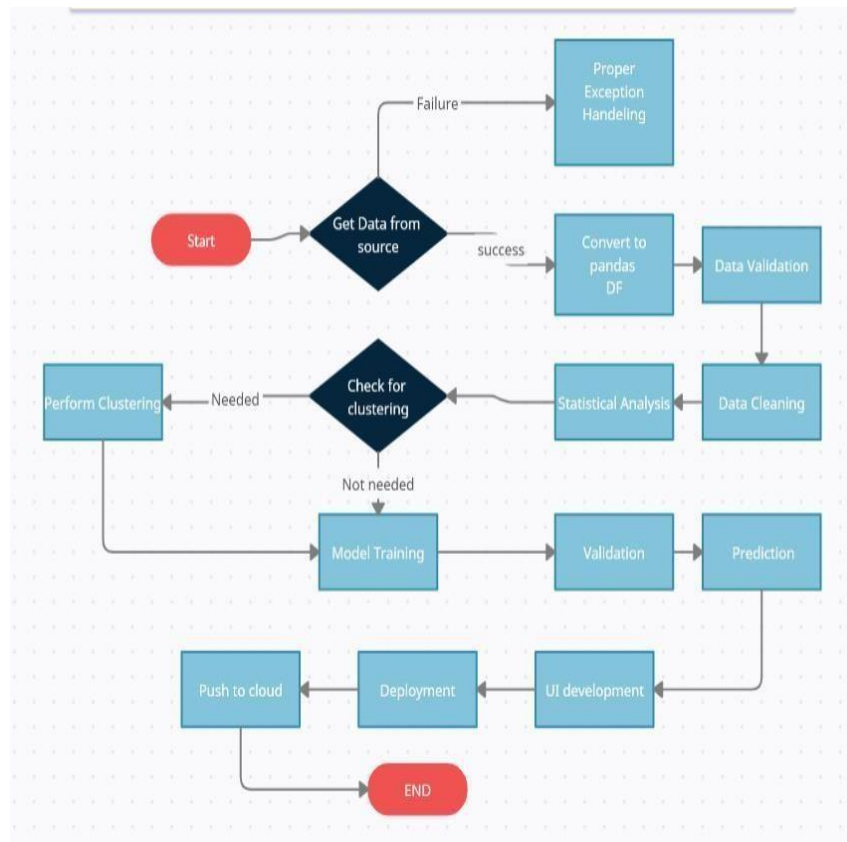 Failure
Proper
Exception
Handeling
Start
Get Data from
source
success
Convert to
pandas
DF
Data Validation
Perform Clustering
Needed
Check for
clustering
Statistical Analysis
Data Cleaning
Not needed
Model Training
Validation
Prediction
Push to cloud
Deployment
UI development
END